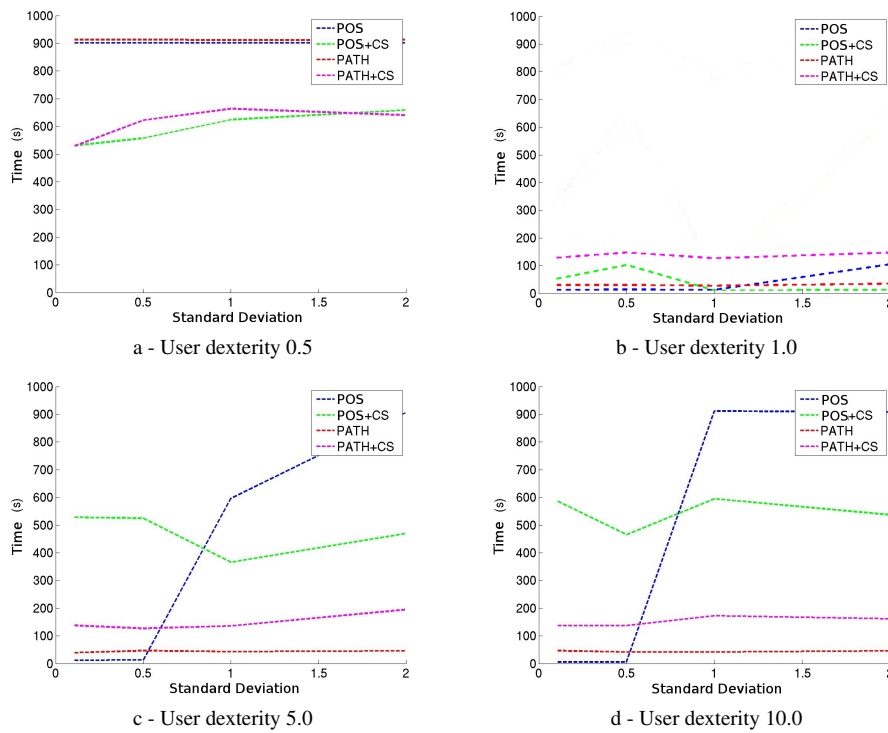 1000
900
800
700
600
500
400
300
200
100
0
0 0.5 1 1.5 2
Time (s)
Standard Deviation
POS
POS+CS
PATH
PATH+CS
a - User dexterity 0.5
1000
900
800
700
600
500
400
300
200
100
0
0 0.5 1 1.5 2
Time (s)
Standard Deviation
POS
POS+CS
PATH
PATH+CS
b - User dexterity 1.0
1000
900
800
700
600
500
400
300
200
100
0
0 0.5 1 1.5 2
Time (s)
Standard Deviation
POS
POS+CS
PATH
PATH+CS
c - User dexterity 5.0
1000
900
800
700
600
500
400
300
200
100
0
0 0.5 1 1.5 2
Time (s)
Standard Deviation
POS
POS+CS
PATH
PATH+CS
d - User dexterity 10.0